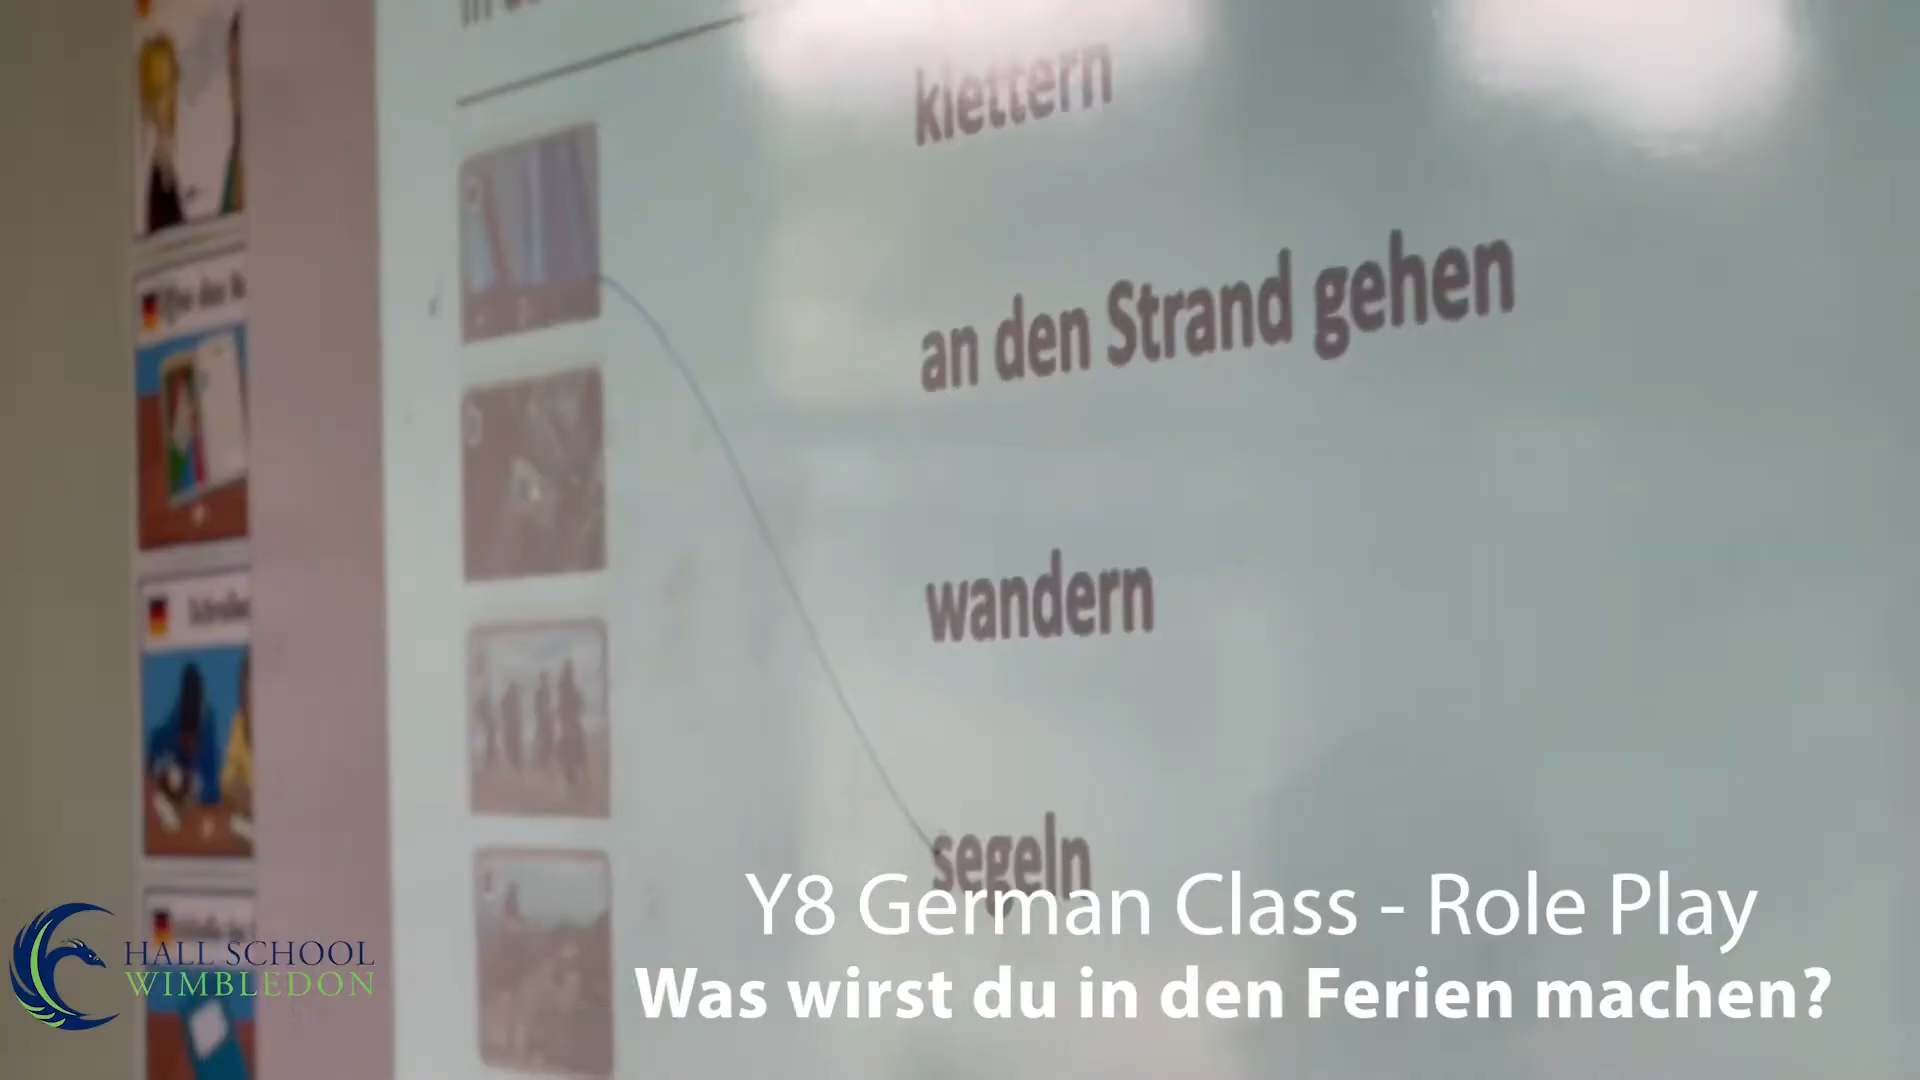 klettern
an den Strand gehen
wandern
segeln
Y8 German Class - Role Play
Was wirst du in den Ferien machen?
HALL SCHOOL
WIMBLEDON